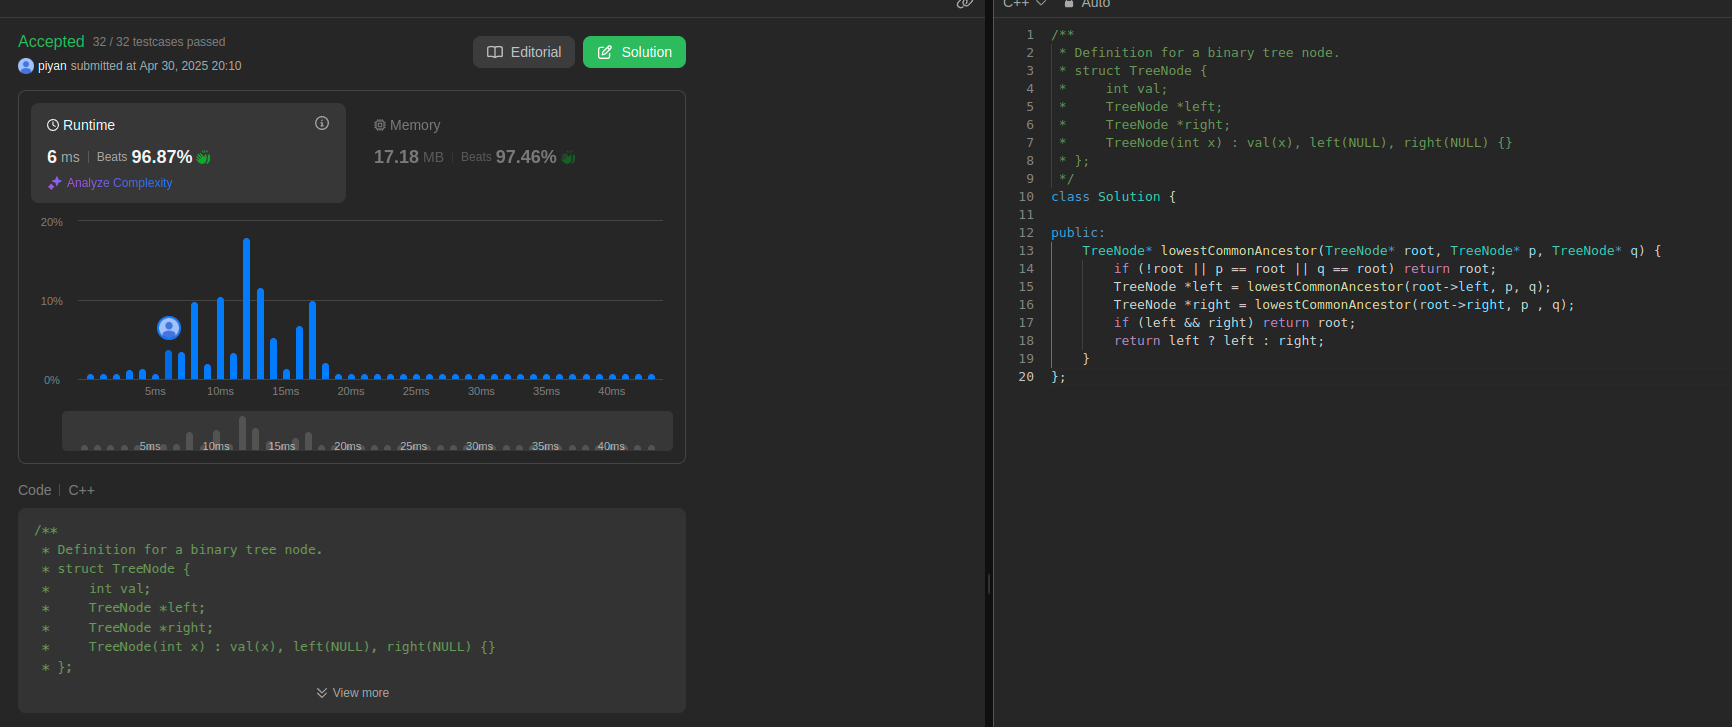 Accepted 32 / 32 testcases passed
piyan submitted at Apr 30, 2025 20:10
Editorial
Solution
Runtime
6 ms | Beats 96.87%
Analyze Complexity
Memory
17.18 MB | Beats 97.46%
20%
10%
0%
5ms 10ms 15ms 20ms 25ms 30ms 35ms 40ms
5ms 10ms 15ms 20ms 25ms 30ms 35ms 40ms
Code | C++
/**
 * Definition for a binary tree node.
 * struct TreeNode {
 *     int val;
 *     TreeNode *left;
 *     TreeNode *right;
 *     TreeNode(int x) : val(x), left(NULL), right(NULL) {}
 * };
View more
C++ Auto
1 /**
2  * Definition for a binary tree node.
3  * struct TreeNode {
4  *     int val;
5  *     TreeNode *left;
6  *     TreeNode *right;
7  *     TreeNode(int x) : val(x), left(NULL), right(NULL) {}
8  * };
9  */
10 class Solution {
11
12 public:
13     TreeNode* lowestCommonAncestor(TreeNode* root, TreeNode* p, TreeNode* q) {
14         if (!root || p == root || q == root) return root;
15         TreeNode *left = lowestCommonAncestor(root->left, p, q);
16         TreeNode *right = lowestCommonAncestor(root->right, p , q);
17         if (left && right) return root;
18         return left ? left : right;
19     }
20 };